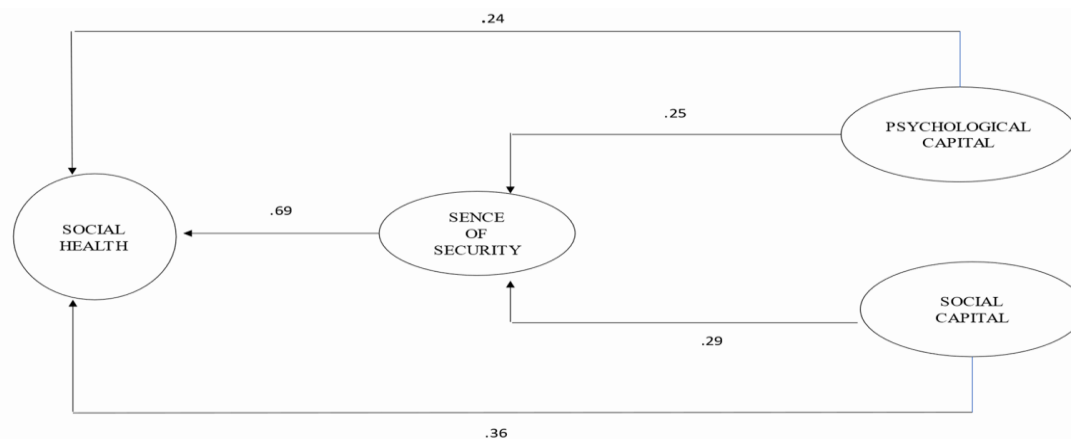 .24
.25
PSYCHOLOGICAL
CAPITAL
.69
SOCIAL
HEALTH
SENCE
OF
SECURITY
SOCIAL
CAPITAL
.29
.36